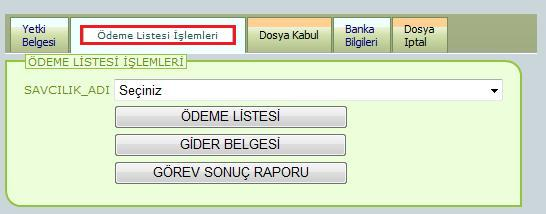 Yetki Belgesi
Ödeme Listesi İşlemleri
Dosya Kabul
Banka Bilgileri
Dosya Iptal
ÖDEME LİSTESİ İŞLEMLERİ
SAVCILIK_ADI Seçiniz
ÖDEME LİSTESİ
GİDER BELGESİ
GÖREV SONUÇ RAPORU